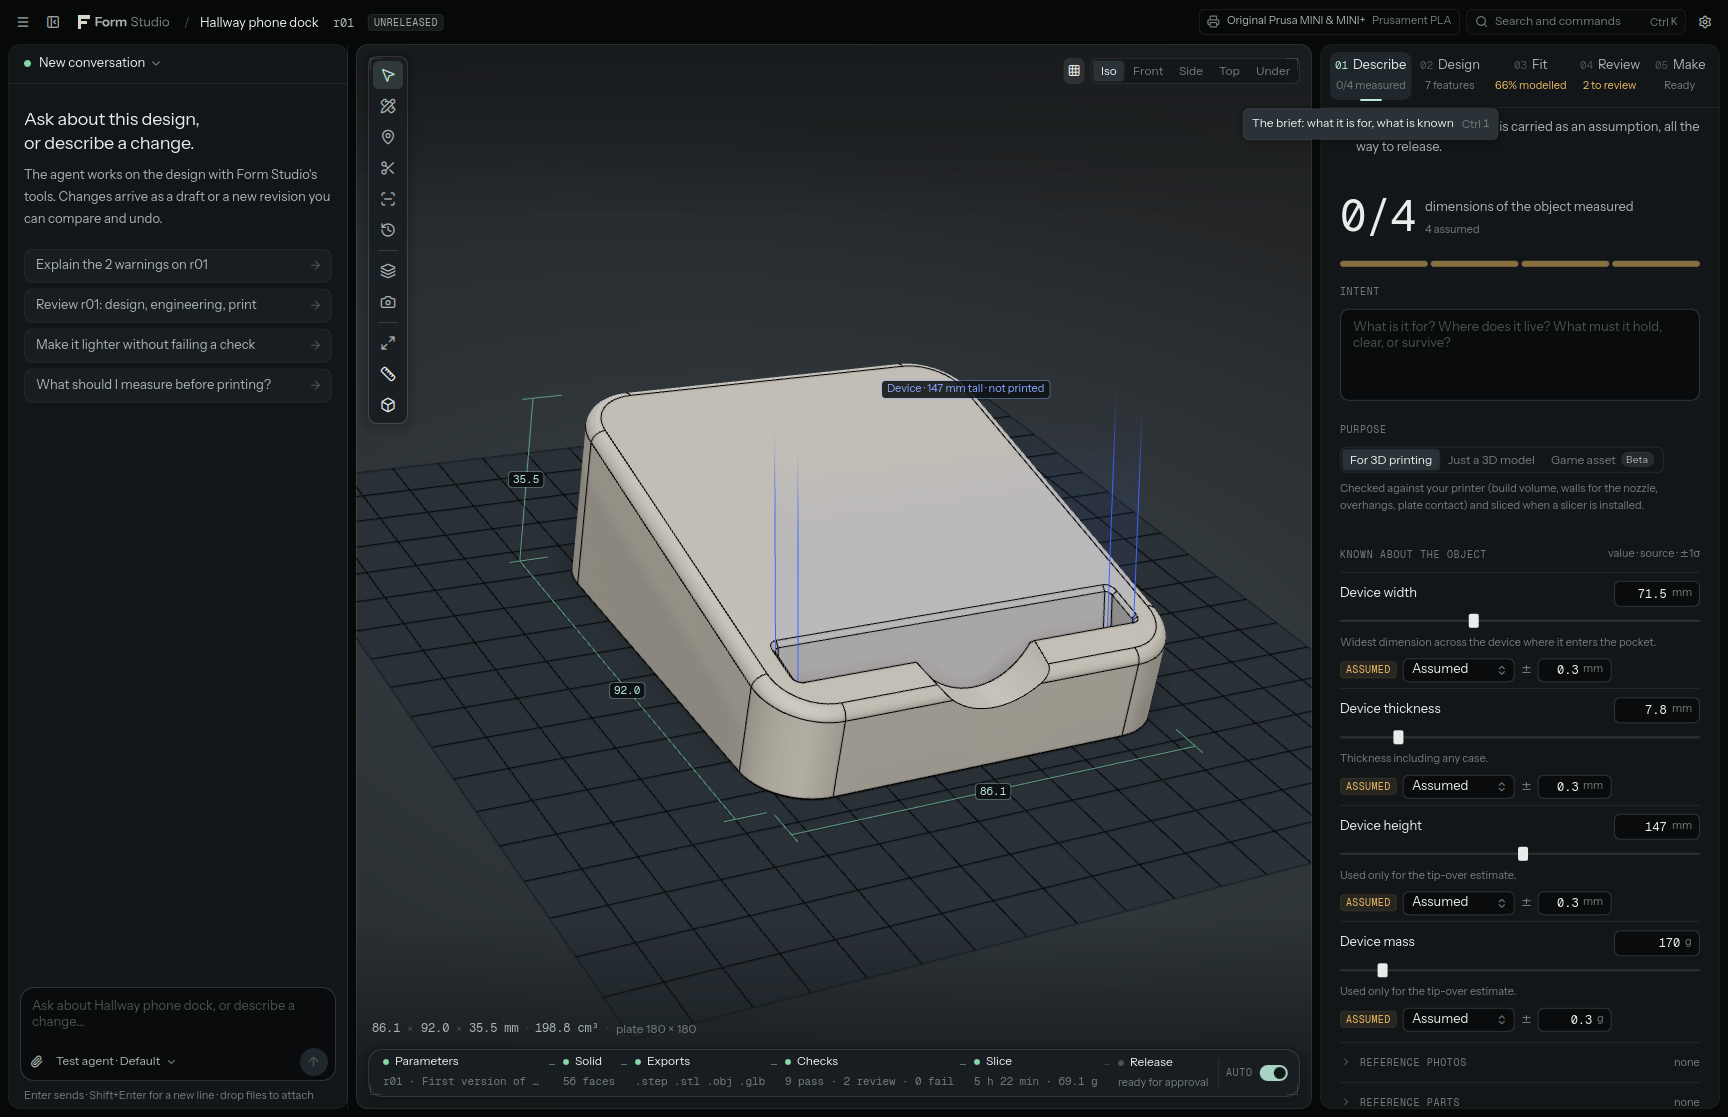 Form Studio / Hallway phone dock r01 UNRELEASED
Original Prusa MINI & MINI+ Prusament PLA
Search and commands Ctrl K
New conversation
Ask about this design,
or describe a change.
The agent works on the design with Form Studio's
tools. Changes arrive as a draft or a new revision you
can compare and undo.
Explain the 2 warnings on r01
Review r01: design, engineering, print
Make it lighter without failing a check
What should I measure before printing?
Ask about Hallway phone dock, or describe a
change...
Test agent · Default
Enter sends · Shift+Enter for a new line · drop files to attach
Iso Front Side Top Under
Device · 147 mm tall · not printed
35.5
92.0
86.1
86.1 × 92.0 × 35.5 mm · 198.8 cm³ · plate 180 × 180
Parameters
r01 · First version of …
Solid
56 faces
Exports
.step .stl .obj .glb
Checks
9 pass · 2 review · 0 fail
Slice
5 h 22 min · 69.1 g
Release
ready for approval
AUTO
01 Describe
0/4 measured
02 Design
7 features
03 Fit
66% modelled
04 Review
2 to review
05 Make
Ready
The brief: what it is for, what is known Ctrl 1
is carried as an assumption, all the
way to release.
0/4 dimensions of the object measured
4 assumed
INTENT
What is it for? Where does it live? What must it hold,
clear, or survive?
PURPOSE
For 3D printing Just a 3D model Game asset Beta
Checked against your printer (build volume, walls for the nozzle,
overhangs, plate contact) and sliced when a slicer is installed.
KNOWN ABOUT THE OBJECT value · source · ±1σ
Device width 71.5 mm
Widest dimension across the device where it enters the pocket.
ASSUMED Assumed ± 0.3 mm
Device thickness 7.8 mm
Thickness including any case.
ASSUMED Assumed ± 0.3 mm
Device height 147 mm
Used only for the tip-over estimate.
ASSUMED Assumed ± 0.3 mm
Device mass 170 g
Used only for the tip-over estimate.
ASSUMED Assumed ± 0.3 g
REFERENCE PHOTOS none
REFERENCE PARTS none